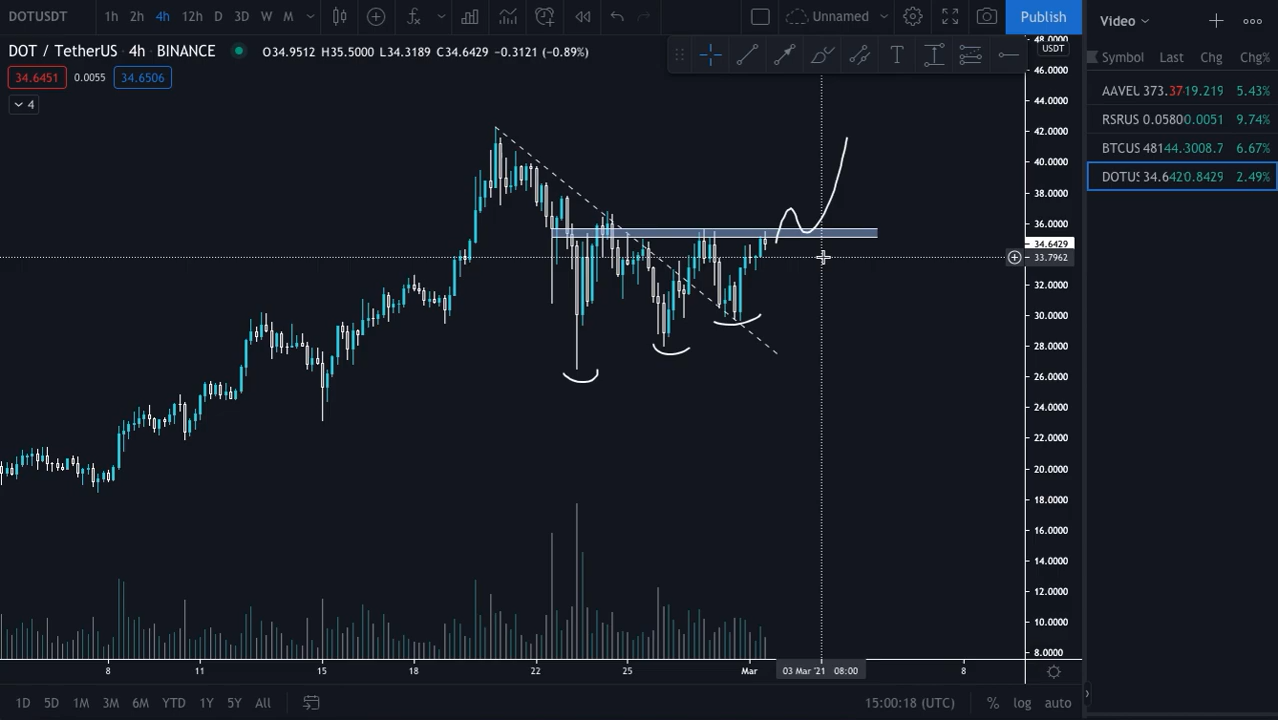 DOTUSDT 1h 2h 4h 12h D 3D W M Unnamed Publish
Video
DOT / TetherUS · 4h · BINANCE O34.9512 H35.5000 L34.3189 C34.6429 −0.3121 (−0.89%)
34.6451 0.0055 34.6506
4
T
Symbol Last Chg Chg%
AAVEL 373.3719.219 5.43%
RSRUS 0.05800.0051 9.74%
BTCUS 48144.3008.7 6.67%
DOTUS 34.6420.8429 2.49%
48.0000
USDT
46.0000
44.0000
42.0000
40.0000
38.0000
36.0000
34.6429
33.7962
32.0000
30.0000
28.0000
26.0000
24.0000
22.0000
20.0000
18.0000
16.0000
14.0000
12.0000
10.0000
8.0000
8 11 15 18 22 25 Mar 03 Mar '21 08:00 8
1D 5D 1M 3M 6M YTD 1Y 5Y All 15:00:18 (UTC) % log auto